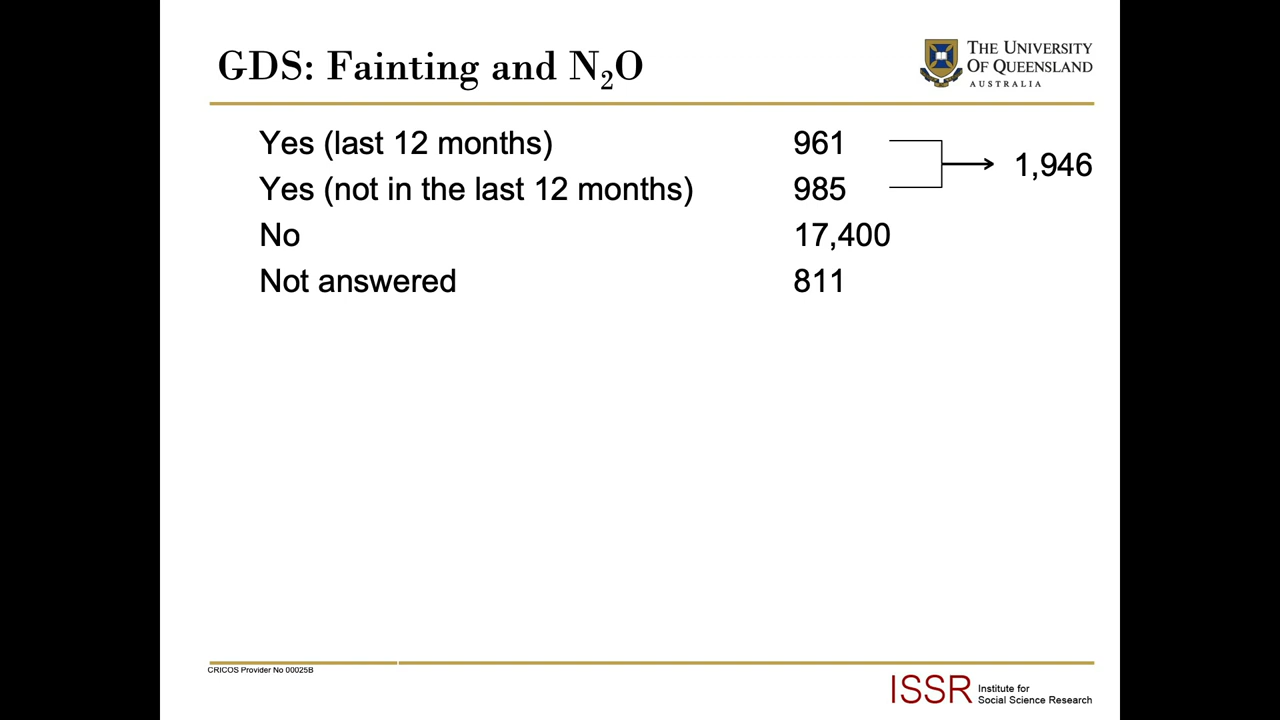 GDS: Fainting and N₂O
THE UNIVERSITY
OF QUEENSLAND
AUSTRALIA
Yes (last 12 months) 961
1,946
Yes (not in the last 12 months) 985
No 17,400
Not answered 811
CRICOS Provider No 00025B
ISSR Institute for
Social Science Research